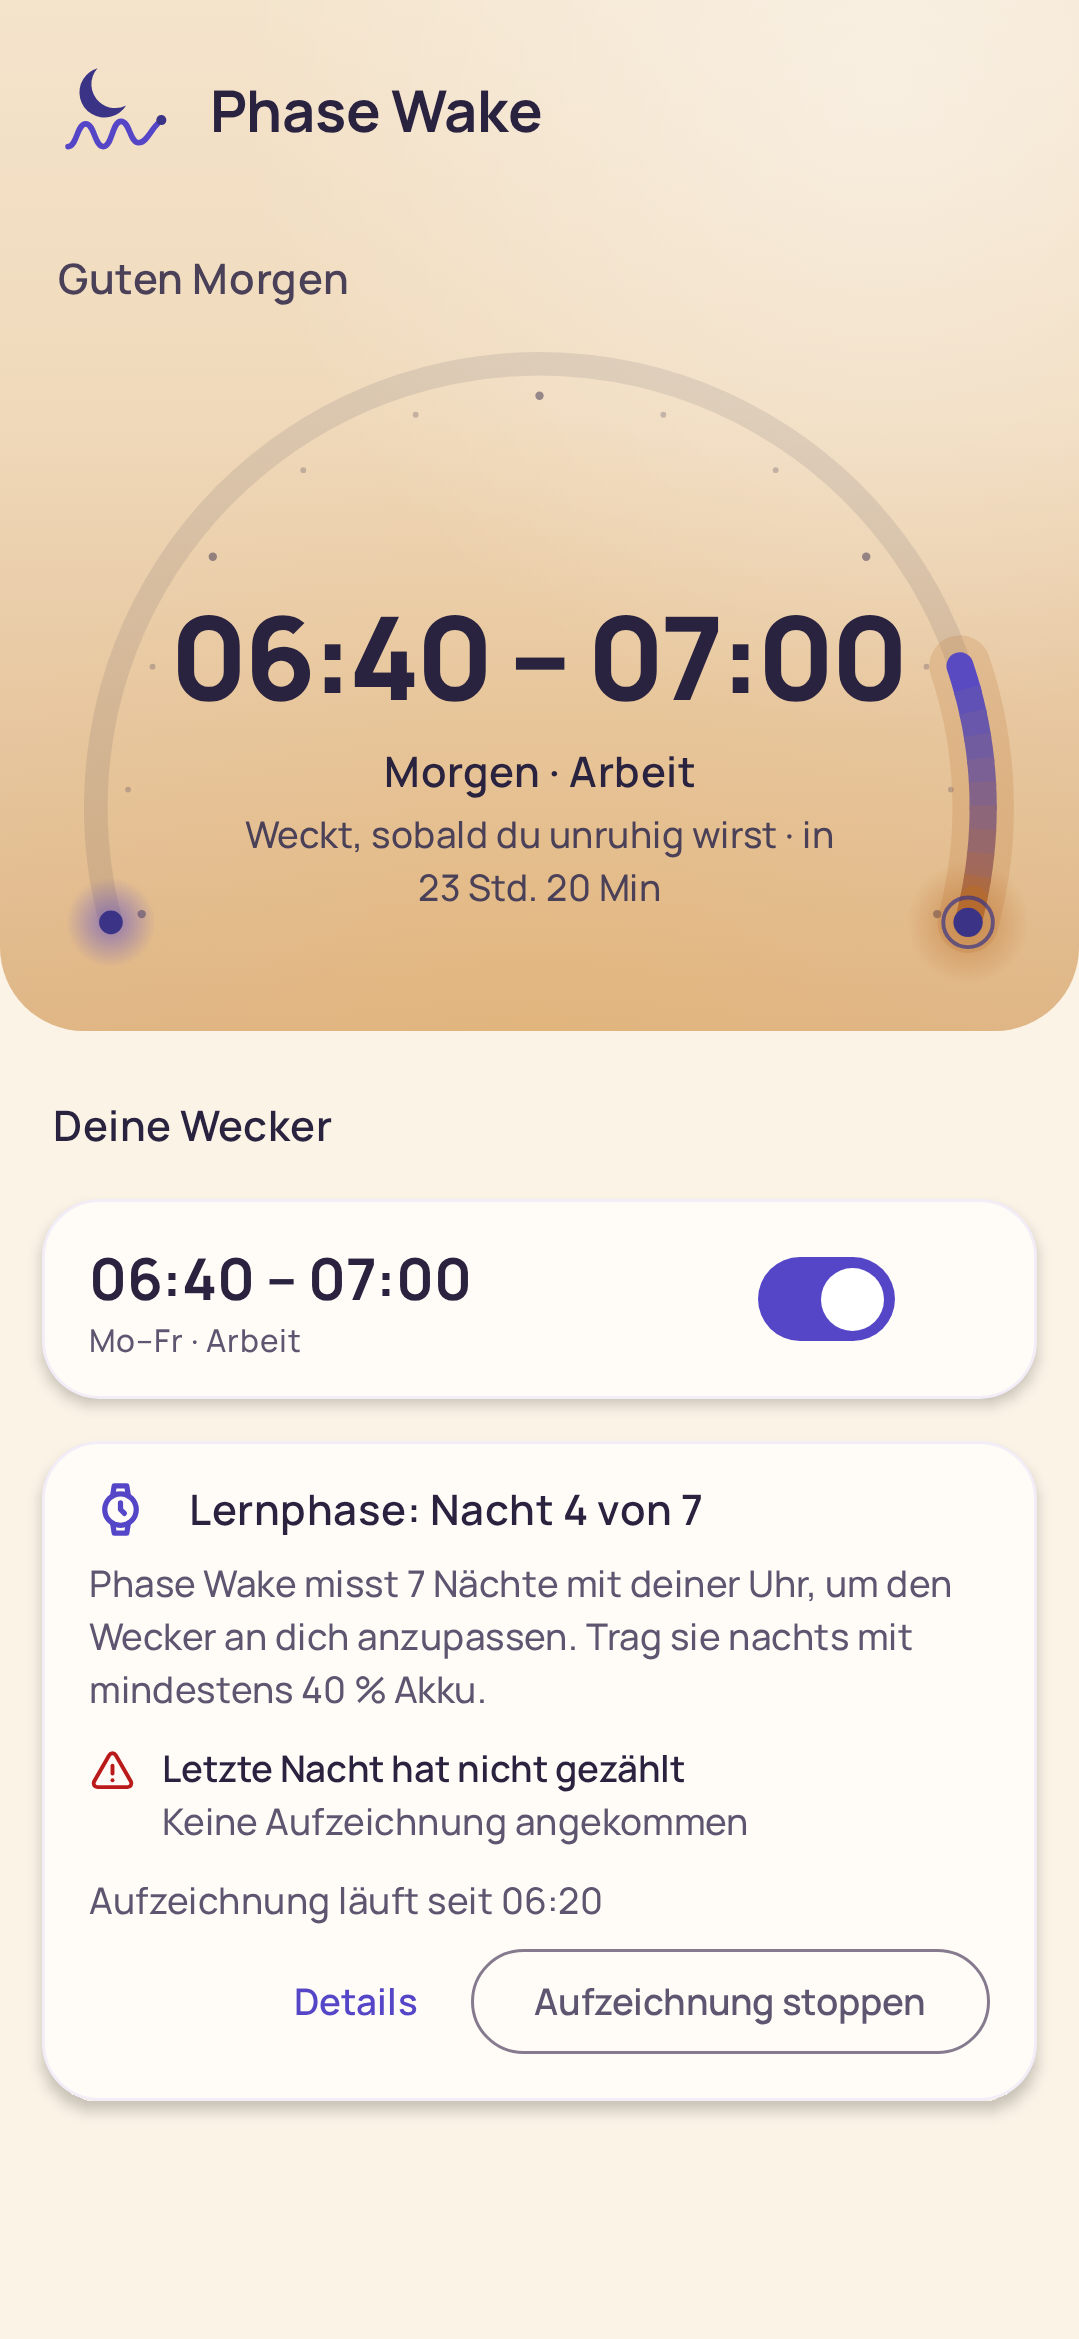 Phase Wake
Guten Morgen
06:40 – 07:00
Morgen · Arbeit
Weckt, sobald du unruhig wirst · in
23 Std. 20 Min
Deine Wecker
06:40 – 07:00
Mo–Fr · Arbeit
Lernphase: Nacht 4 von 7
Phase Wake misst 7 Nächte mit deiner Uhr, um den
Wecker an dich anzupassen. Trag sie nachts mit
mindestens 40 % Akku.
Letzte Nacht hat nicht gezählt
Keine Aufzeichnung angekommen
Aufzeichnung läuft seit 06:20
Details
Aufzeichnung stoppen